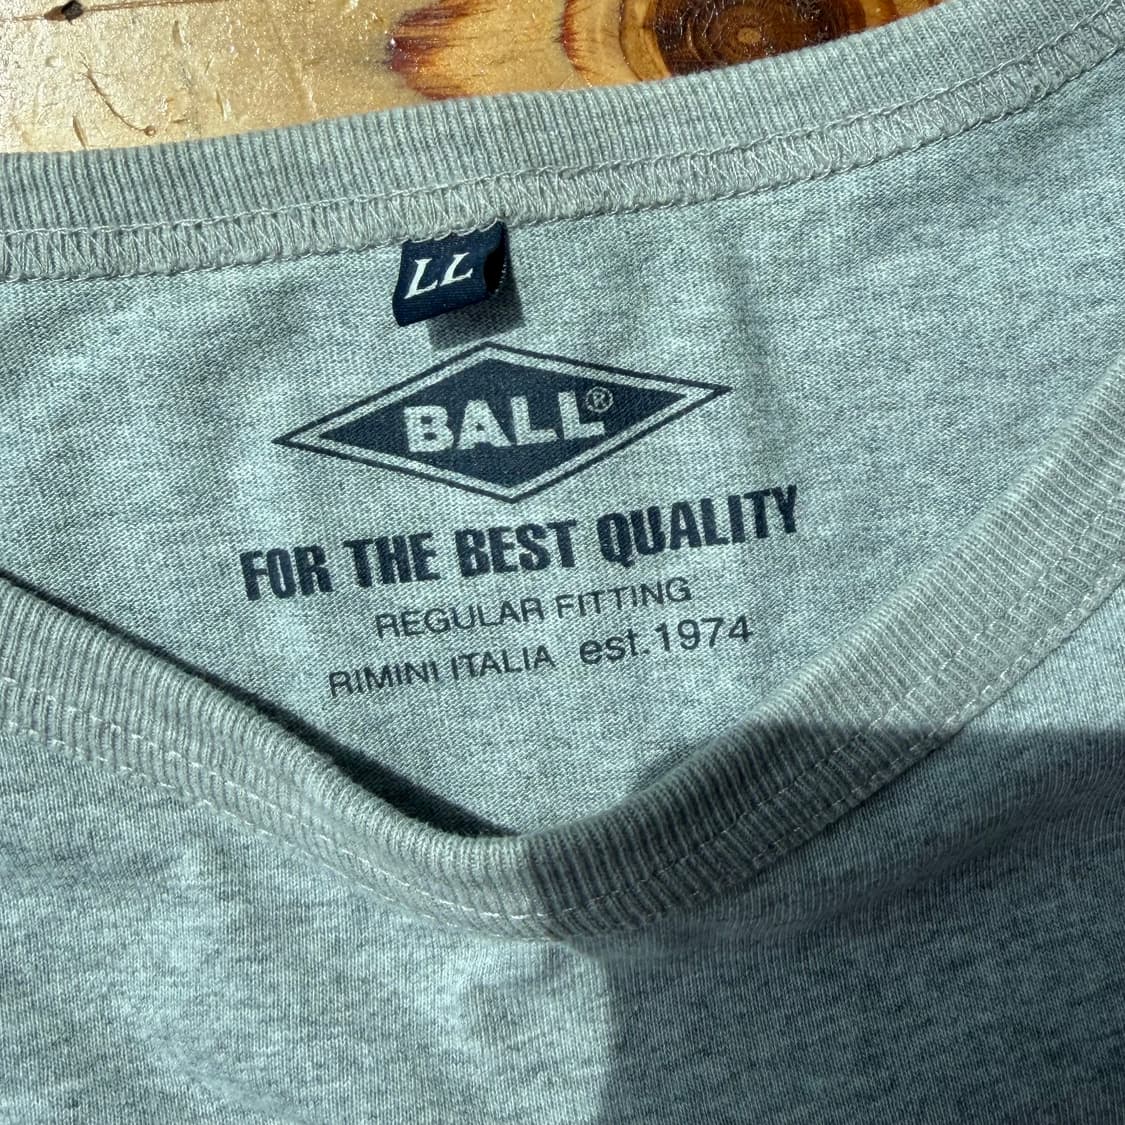 LL
BALL®
FOR THE BEST QUALITY
REGULAR FITTING
RIMINI ITALIA est.1974